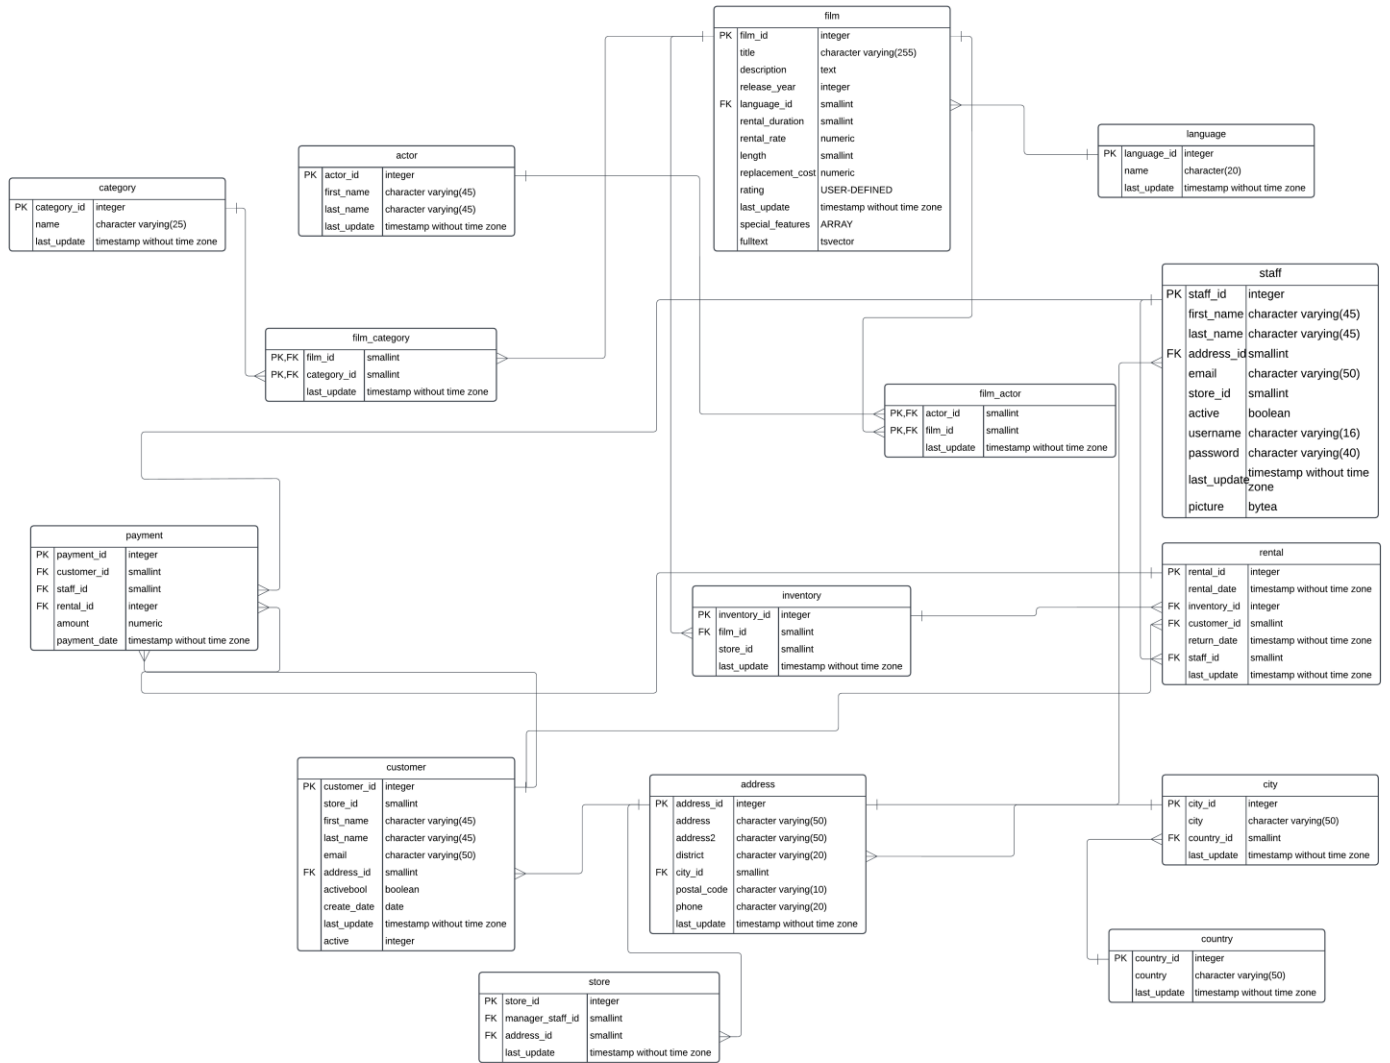 film
PK film_id integer
title character varying(255)
description text
release_year integer
FK language_id smallint
rental_duration smallint
rental_rate numeric
length smallint
replacement_cost numeric
rating USER-DEFINED
last_update timestamp without time zone
special_features ARRAY
fulltext tsvector
language
PK language_id integer
name character(20)
last_update timestamp without time zone
actor
PK actor_id integer
first_name character varying(45)
last_name character varying(45)
last_update timestamp without time zone
category
PK category_id integer
name character varying(25)
last_update timestamp without time zone
staff
PK staff_id integer
first_name character varying(45)
last_name character varying(45)
FK address_id smallint
email character varying(50)
store_id smallint
active boolean
username character varying(16)
password character varying(40)
last_update timestamp without time
zone
picture bytea
film_category
PK,FK film_id smallint
PK,FK category_id smallint
last_update timestamp without time zone
film_actor
PK,FK actor_id smallint
PK,FK film_id smallint
last_update timestamp without time zone
payment
PK payment_id integer
FK customer_id smallint
FK staff_id smallint
FK rental_id integer
amount numeric
payment_date timestamp without time zone
rental
PK rental_id integer
rental_date timestamp without time zone
FK inventory_id integer
FK customer_id smallint
return_date timestamp without time zone
FK staff_id smallint
last_update timestamp without time zone
inventory
PK inventory_id integer
FK film_id smallint
store_id smallint
last_update timestamp without time zone
customer
PK customer_id integer
store_id smallint
first_name character varying(45)
last_name character varying(45)
email character varying(50)
FK address_id smallint
activebool boolean
create_date date
last_update timestamp without time zone
active integer
address
PK address_id integer
address character varying(50)
address2 character varying(50)
district character varying(20)
FK city_id smallint
postal_code character varying(10)
phone character varying(20)
last_update timestamp without time zone
city
PK city_id integer
city character varying(50)
FK country_id smallint
last_update timestamp without time zone
country
PK country_id integer
country character varying(50)
last_update timestamp without time zone
store
PK store_id integer
FK manager_staff_id smallint
FK address_id smallint
last_update timestamp without time zone